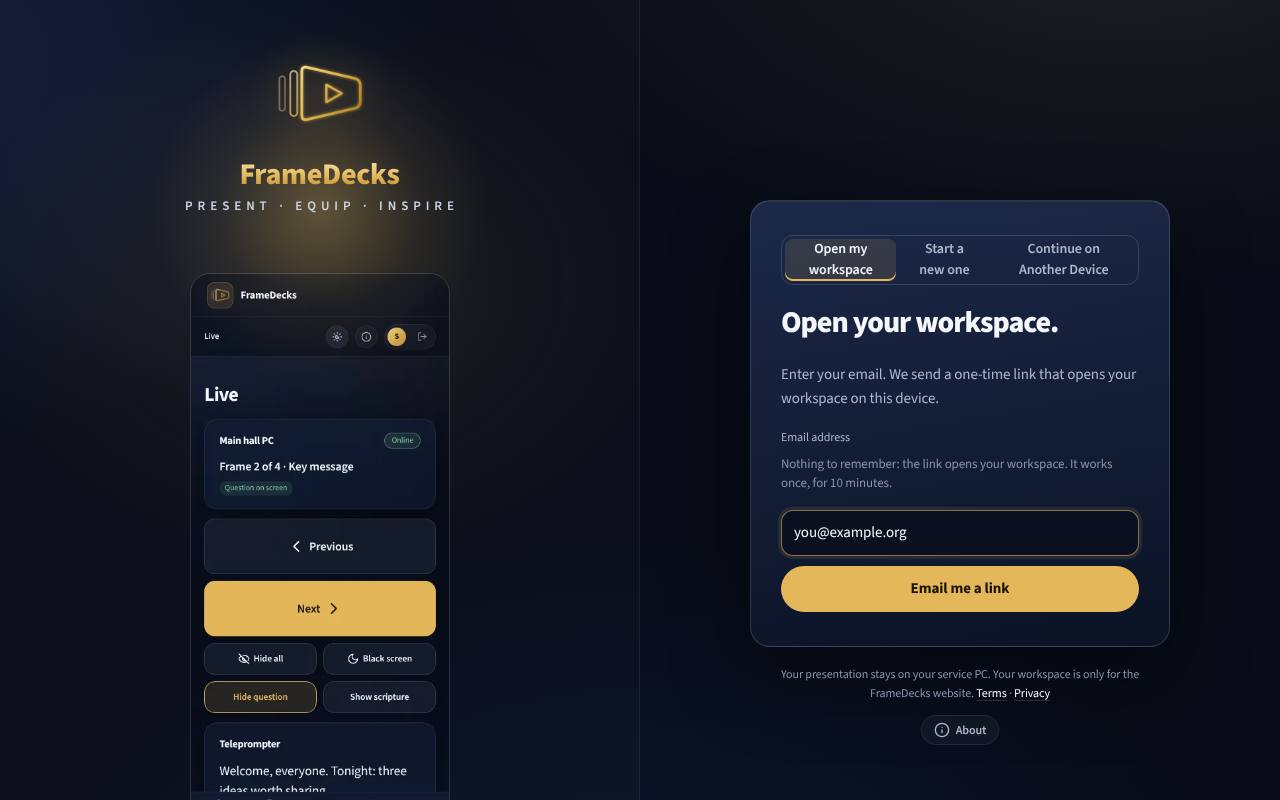 FrameDecks
PRESENT · EQUIP · INSPIRE
FrameDecks
Live
$
Live
Main hall PC
Online
Frame 2 of 4 · Key message
Question on screen
Previous
Next
Hide all
Black screen
Hide question
Show scripture
Teleprompter
Welcome, everyone. Tonight: three
ideas worth sharing
Open my
workspace
Start a
new one
Continue on
Another Device
Open your workspace.
Enter your email. We send a one-time link that opens your
workspace on this device.
Email address
Nothing to remember: the link opens your workspace. It works
once, for 10 minutes.
you@example.org
Email me a link
Your presentation stays on your service PC. Your workspace is only for the
FrameDecks website. Terms · Privacy
About